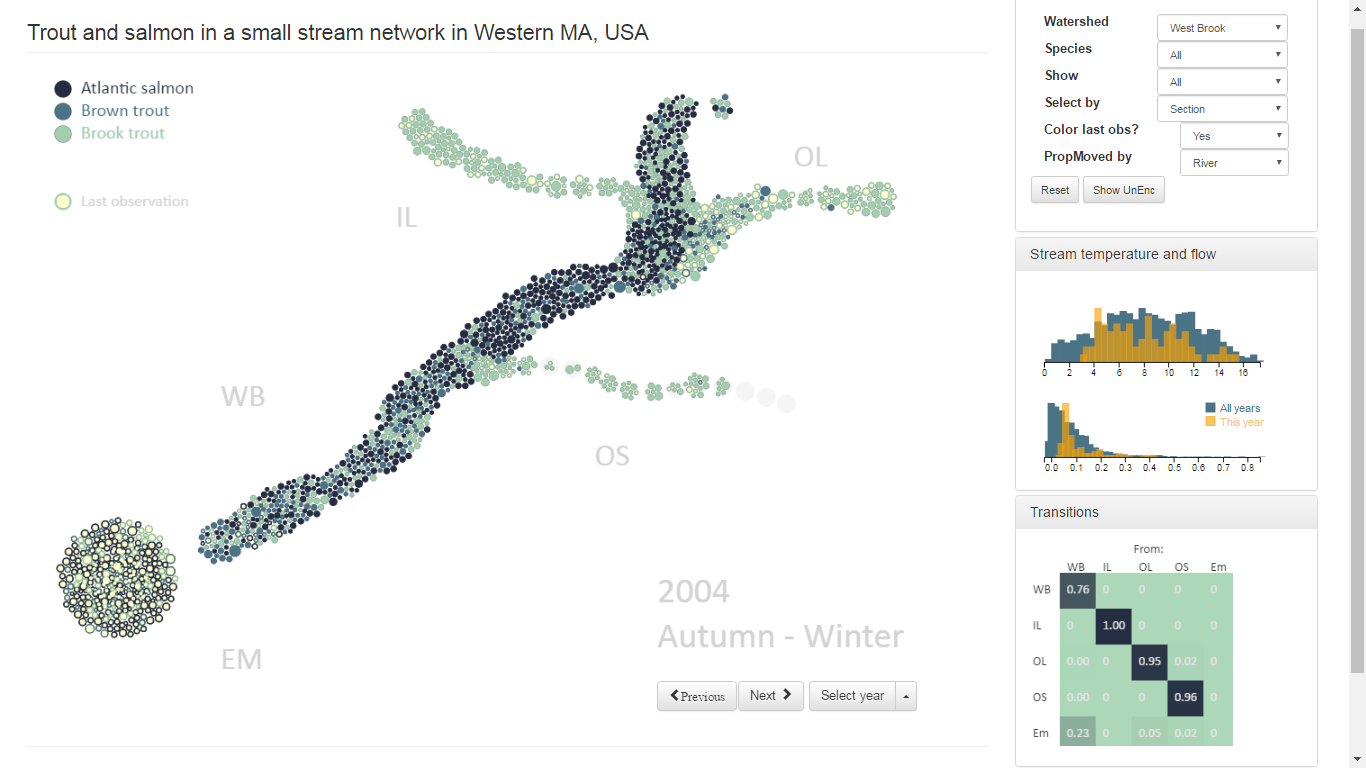 Trout and salmon in a small stream network in Western MA, USA
Atlantic salmon
Brown trout
Brook trout
Last observation
IL
OL
WB
OS
EM
2004
Autumn - Winter
Previous
Next
Select year
Watershed West Brook
Species All
Show All
Select by Section
Color last obs? Yes
PropMoved by River
Reset Show UnEnc
Stream temperature and flow
0 2 4 6 8 10 12 14 16
All years
This year
0.0 0.1 0.2 0.3 0.4 0.5 0.6 0.7 0.8
Transitions
From:
WB IL OL OS Em
WB 0.76 0 0 0 0
IL 0 1.00 0 0 0
OL 0.00 0 0.95 0.02 0
OS 0.00 0 0 0.96 0
Em 0.23 0 0.05 0.02 0